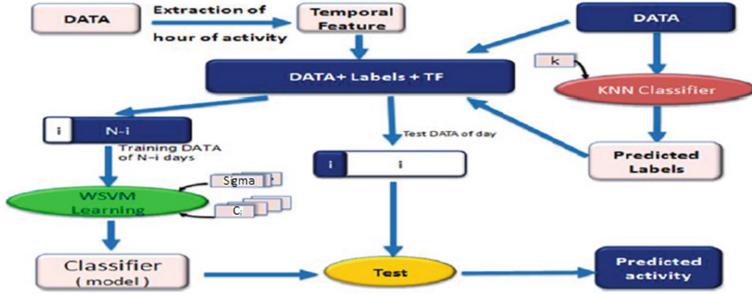 DATA
Extraction of
hour of activity
Temporal
Feature
DATA
DATA+ Labels + TF
k
KNN Classifier
i
N-i
Training DATA
of N-i days
Test DATA of day
i
i
Predicted
Labels
Sgma
WSVM
Learning
C
Classifier
( model )
Test
Predicted
activity